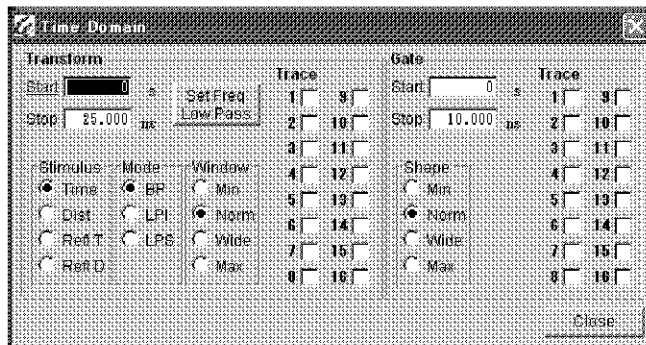 Time Domain
Transform
Start 0 s
Stop 25.000 ns
Set Freq
Low Pass
Stimulus
Time
Dist
Refl T
Refl D
Mode
BP
LPI
LPS
Window
Min
Norm
Wide
Max
Trace
1 9
2 10
3 11
4 12
5 13
6 14
7 15
8 16
Gate
Start 0 s
Stop 10.000 ns
Shape
Min
Norm
Wide
Max
Trace
1 9
2 10
3 11
4 12
5 13
6 14
7 15
8 16
Close